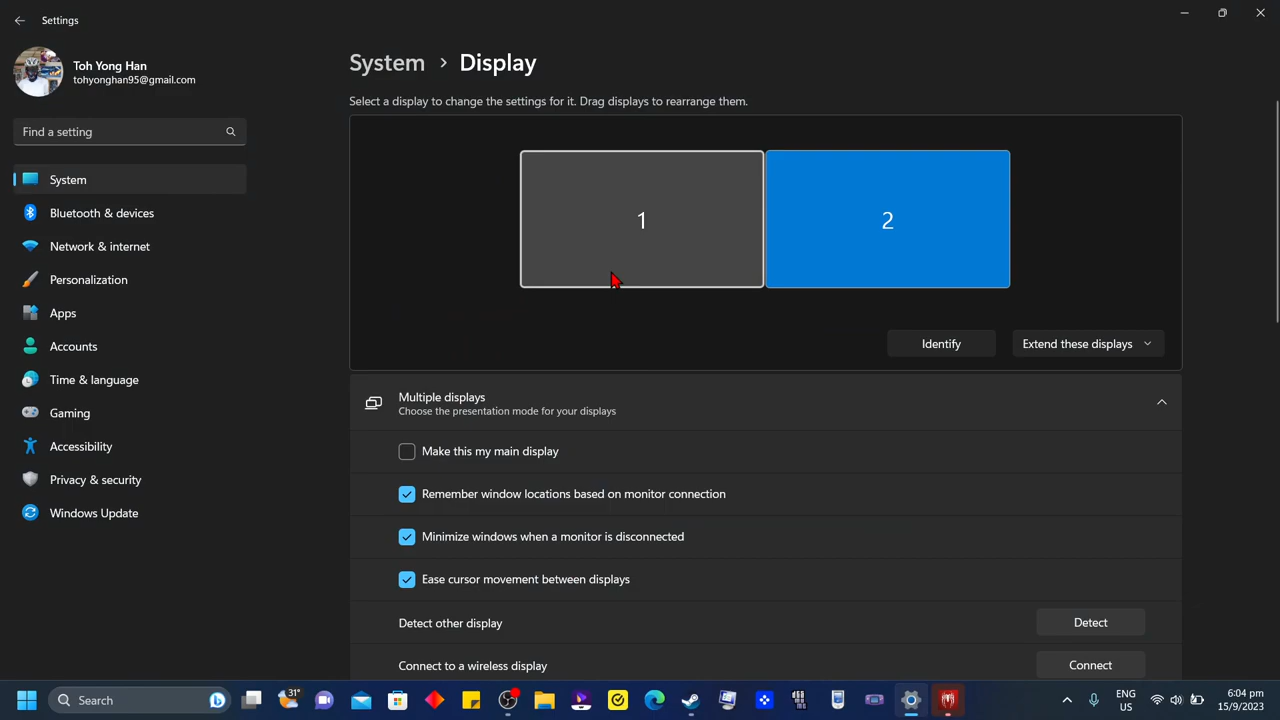 Settings
Toh Yong Han
tohyonghan95@gmail.com
Find a setting
System
Bluetooth & devices
Network & internet
Personalization
Apps
Accounts
Time & language
Gaming
Accessibility
Privacy & security
Windows Update
System › Display
Select a display to change the settings for it. Drag displays to rearrange them.
1
2
Identify
Extend these displays
Multiple displays
Choose the presentation mode for your displays
Make this my main display
Remember window locations based on monitor connection
Minimize windows when a monitor is disconnected
Ease cursor movement between displays
Detect other display
Detect
Connect to a wireless display
Connect
Search
31°
ENG
US
6:04 pm
15/9/2023